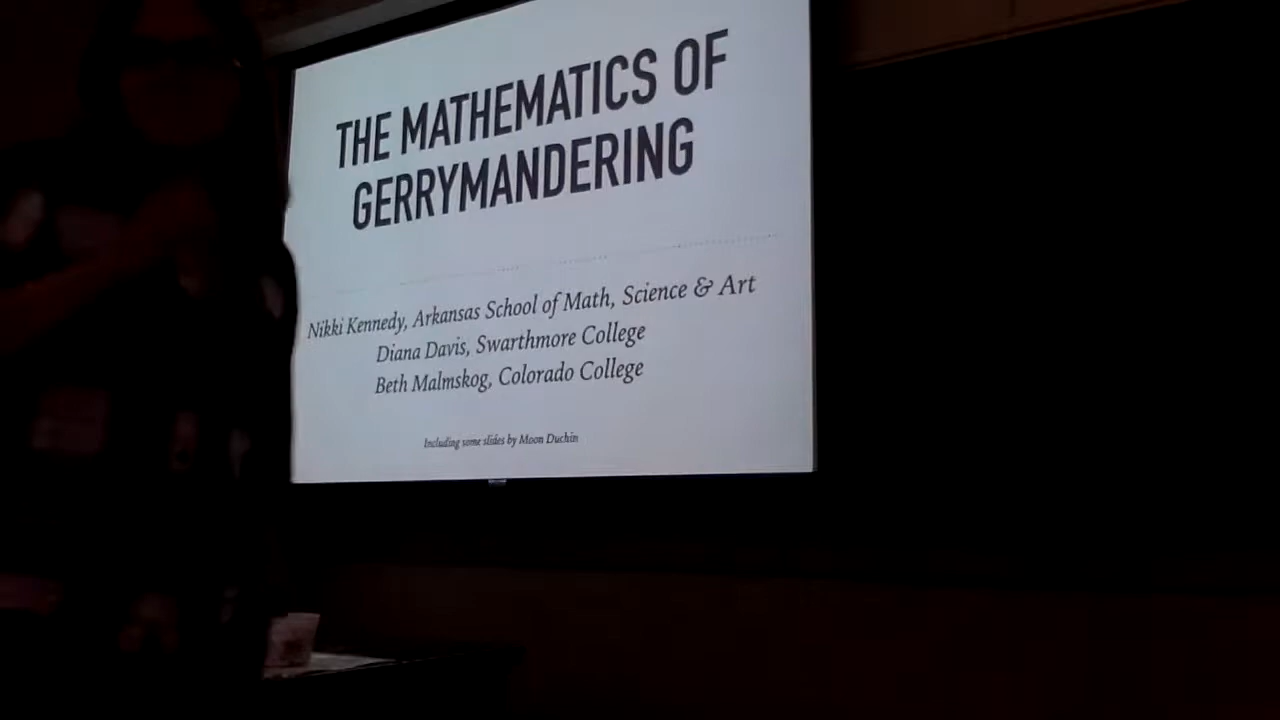 THE MATHEMATICS OF
GERRYMANDERING
Nikki Kennedy, Arkansas School of Math, Science & Art
Diana Davis, Swarthmore College
Beth Malmskog, Colorado College
Including some slides by Moon Duchin